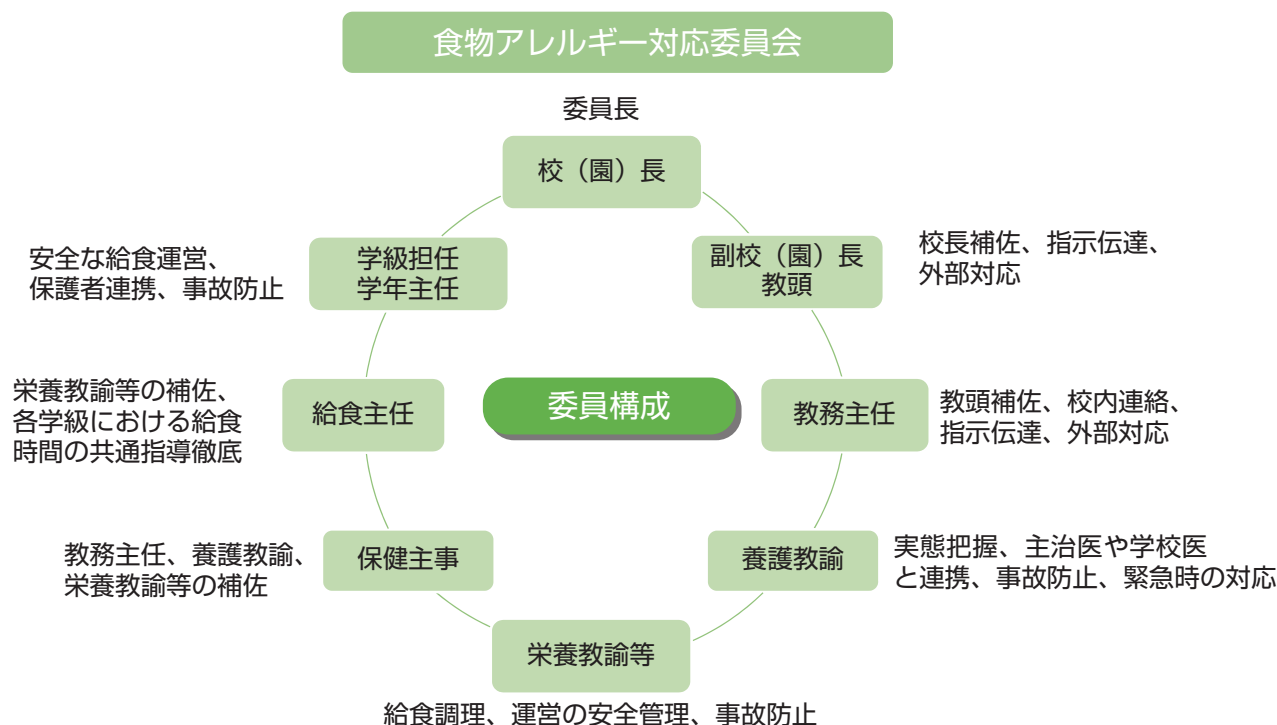 食物アレルギー対応委員会
委員長
校（園）長
副校（園）長
教頭
校長補佐、指示伝達、
外部対応
学級担任
学年主任
安全な給食運営、
保護者連携、事故防止
委員構成
教務主任
教頭補佐、校内連絡、
指示伝達、外部対応
給食主任
栄養教諭等の補佐、
各学級における給食
時間の共通指導徹底
養護教諭
実態把握、主治医や学校医
と連携、事故防止、緊急時の対応
保健主事
教務主任、養護教諭、
栄養教諭等の補佐
栄養教諭等
給食調理、運営の安全管理、事故防止